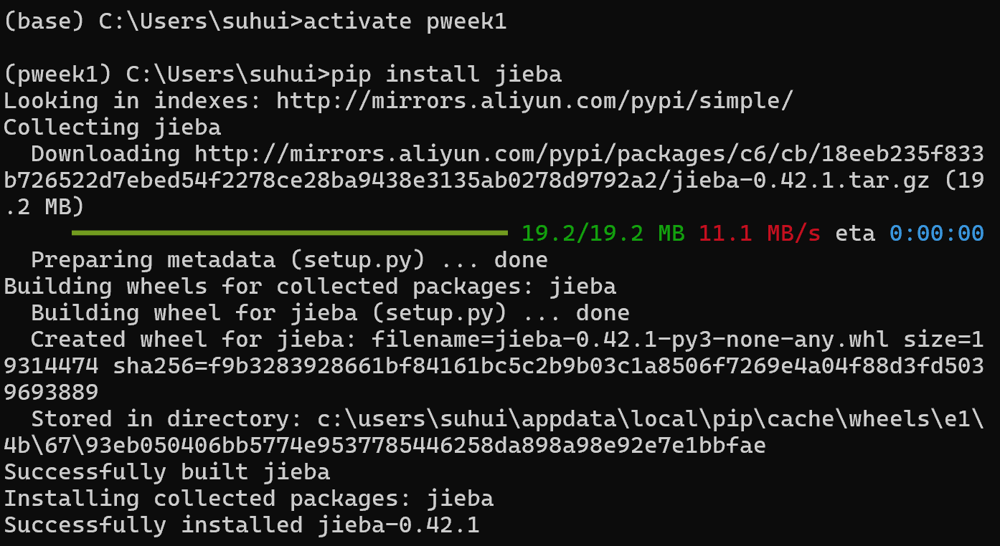 (base) C:\Users\suhui>activate pweek1
(pweek1) C:\Users\suhui>pip install jieba
Looking in indexes: http://mirrors.aliyun.com/pypi/simple/
Collecting jieba
  Downloading http://mirrors.aliyun.com/pypi/packages/c6/cb/18eeb235f833
b726522d7ebed54f2278ce28ba9438e3135ab0278d9792a2/jieba-0.42.1.tar.gz (19
.2 MB)
19.2/19.2 MB 11.1 MB/s eta 0:00:00
  Preparing metadata (setup.py) ... done
Building wheels for collected packages: jieba
  Building wheel for jieba (setup.py) ... done
  Created wheel for jieba: filename=jieba-0.42.1-py3-none-any.whl size=1
9314474 sha256=f9b3283928661bf84161bc5c2b9b03c1a8506f7269e4a04f88d3fd503
9693889
  Stored in directory: c:\users\suhui\appdata\local\pip\cache\wheels\e1\
4b\67\93eb050406bb5774e9537785446258da898a98e92e7e1bbfae
Successfully built jieba
Installing collected packages: jieba
Successfully installed jieba-0.42.1